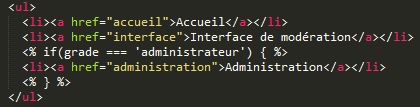 <ul>
<li><a href="accueil">Accueil</a></li>
<li><a href="interface">Interface de modération</a></li>
<% if(grade === 'administrateur') { %>
<li><a href="administration">Administration</a></li>
<% } %>
</ul>